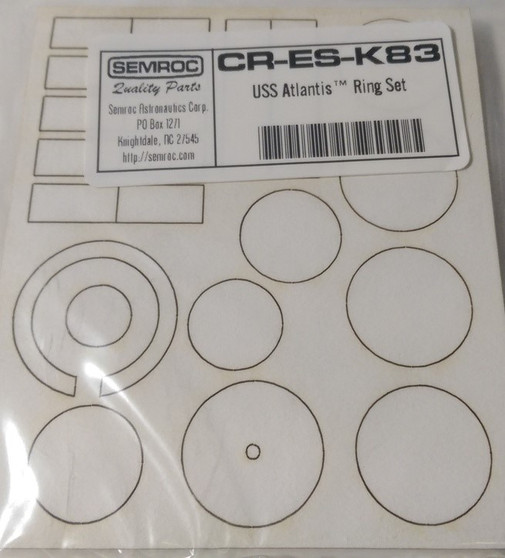 SEMROC
Quality Parts
Semroc Astronautics Corp.
PO Box 1271
Knightdale, NC 27545
http://semroc.com
CR-ES-K83
USS Atlantis™ Ring Set